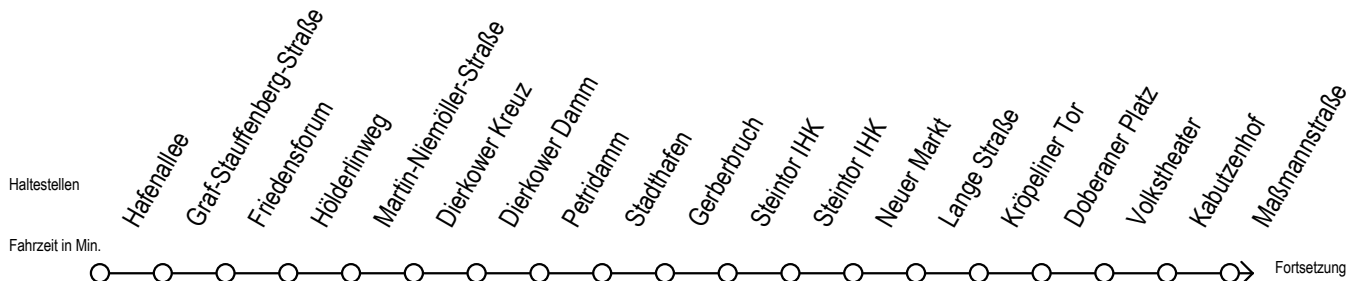 Haltestellen
Hafenallee
Graf-Stauffenberg-Straße
Friedensforum
Hölderlinweg
Martin-Niemöller-Straße
Dierkower Kreuz
Dierkower Damm
Petridamm
Stadthafen
Gerberbruch
Steintor IHK
Steintor IHK
Neuer Markt
Lange Straße
Kröpeliner Tor
Doberaner Platz
Volkstheater
Kabutzenhof
Maßmannstraße
Fahrzeit in Min.
Fortsetzung